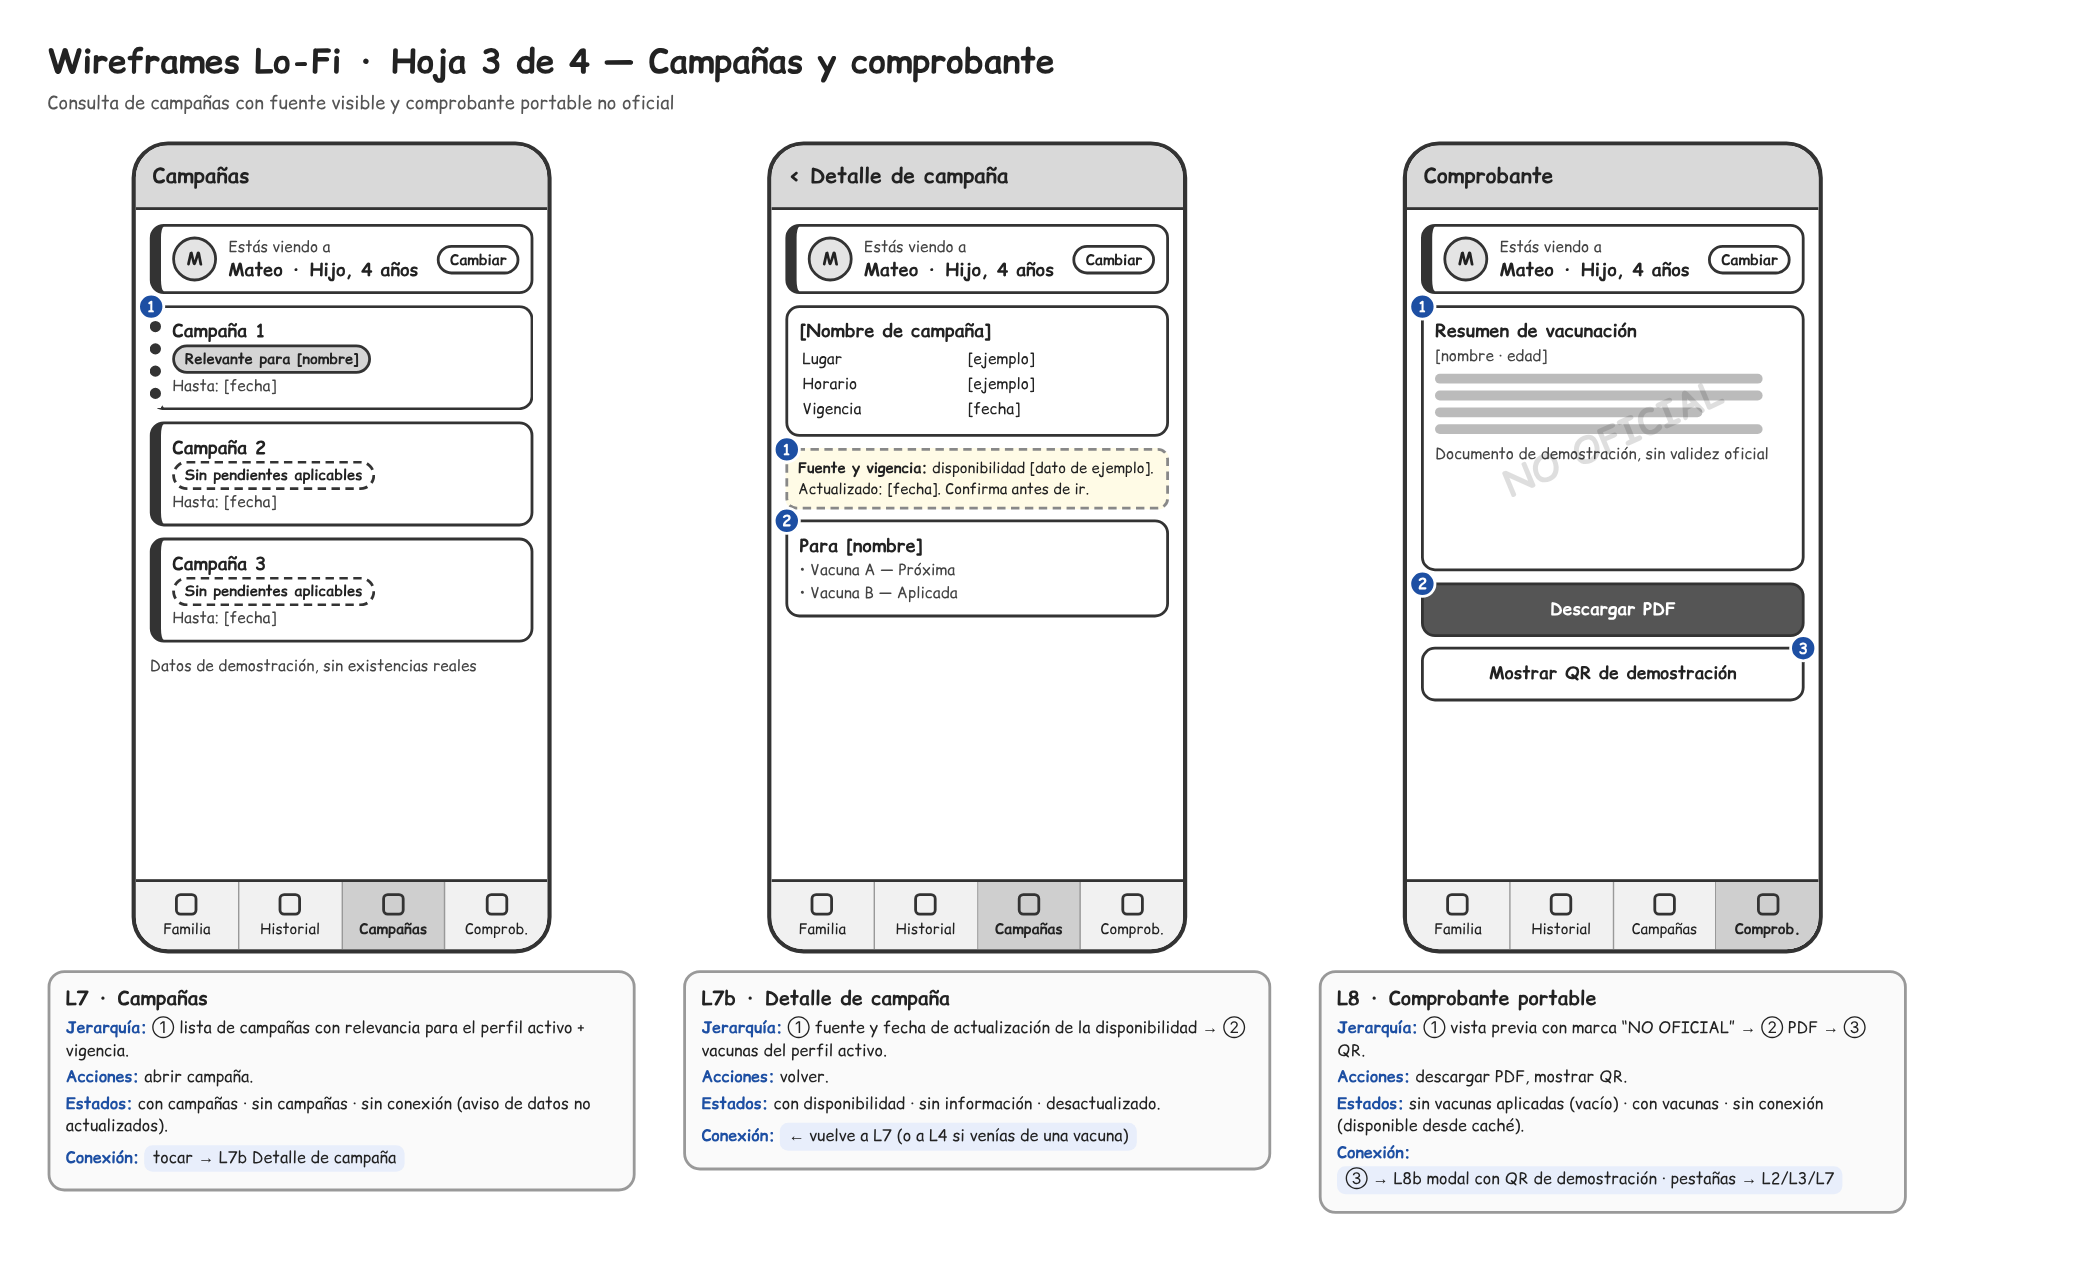 Wireframes Lo-Fi · Hoja 3 de 4 — Campañas y comprobante
Consulta de campañas con fuente visible y comprobante portable no oficial
Campañas
M
Estás viendo a
Mateo · Hijo, 4 años
Cambiar
1
Campaña 1
Relevante para [nombre]
Hasta: [fecha]
Campaña 2
Sin pendientes aplicables
Hasta: [fecha]
Campaña 3
Sin pendientes aplicables
Hasta: [fecha]
Datos de demostración, sin existencias reales
Familia
Historial
Campañas
Comprob.
L7 · Campañas
Jerarquía: ① lista de campañas con relevancia para el perfil activo +
vigencia.
Acciones: abrir campaña.
Estados: con campañas · sin campañas · sin conexión (aviso de datos no
actualizados).
Conexión: tocar → L7b Detalle de campaña
‹ Detalle de campaña
M
Estás viendo a
Mateo · Hijo, 4 años
Cambiar
[Nombre de campaña]
Lugar [ejemplo]
Horario [ejemplo]
Vigencia [fecha]
1
Fuente y vigencia: disponibilidad [dato de ejemplo].
Actualizado: [fecha]. Confirma antes de ir.
2
Para [nombre]
• Vacuna A — Próxima
• Vacuna B — Aplicada
Familia
Historial
Campañas
Comprob.
L7b · Detalle de campaña
Jerarquía: ① fuente y fecha de actualización de la disponibilidad → ②
vacunas del perfil activo.
Acciones: volver.
Estados: con disponibilidad · sin información · desactualizado.
Conexión: ← vuelve a L7 (o a L4 si venías de una vacuna)
Comprobante
M
Estás viendo a
Mateo · Hijo, 4 años
Cambiar
1
Resumen de vacunación
[nombre · edad]
NO OFICIAL
Documento de demostración, sin validez oficial
2
Descargar PDF
3
Mostrar QR de demostración
Familia
Historial
Campañas
Comprob.
L8 · Comprobante portable
Jerarquía: ① vista previa con marca “NO OFICIAL” → ② PDF → ③
QR.
Acciones: descargar PDF, mostrar QR.
Estados: sin vacunas aplicadas (vacío) · con vacunas · sin conexión
(disponible desde caché).
Conexión:
③ → L8b modal con QR de demostración · pestañas → L2/L3/L7